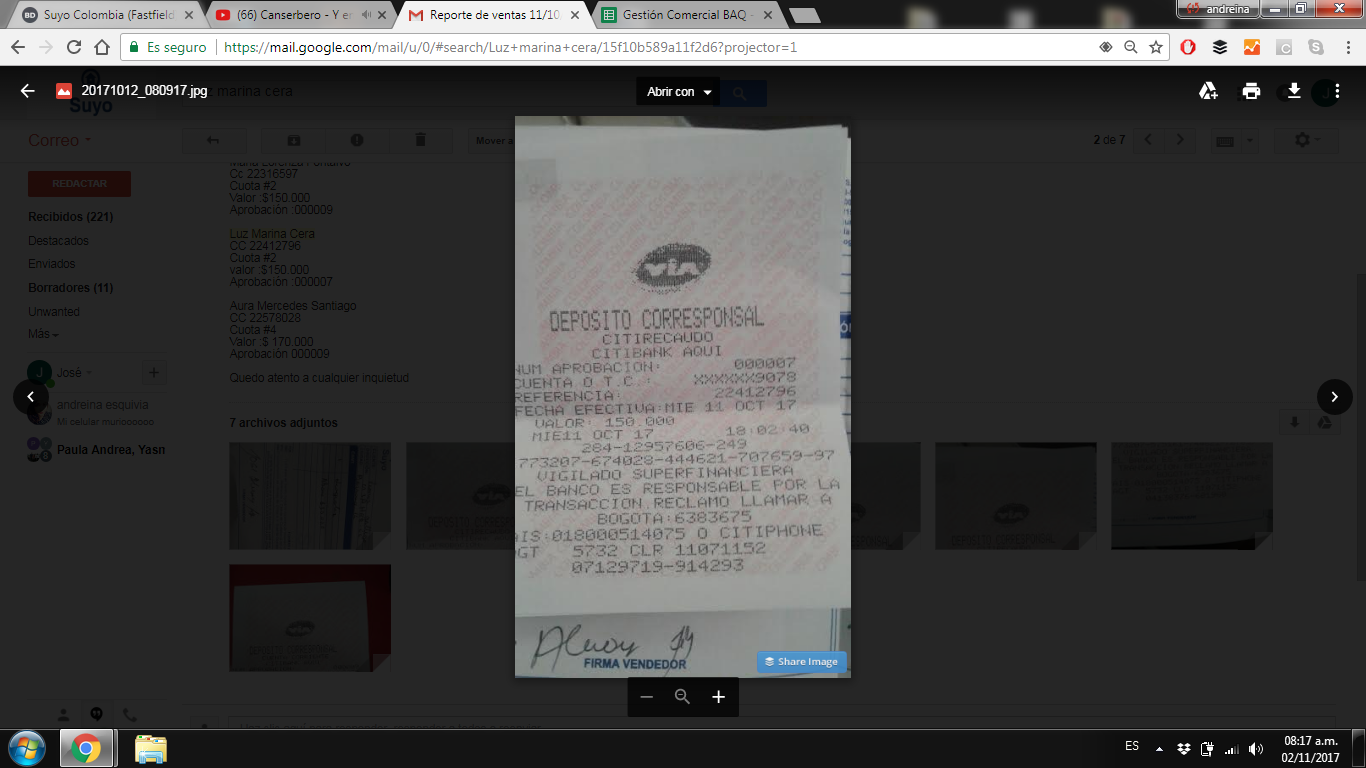 Suyo Colombia (Fastfield
(66) Canserbero - Y e
Reporte de ventas 11/10
Gestión Comercial BAQ -
andreina
Es seguro
https://mail.google.com/mail/u/0/#search/Luz+marina+cera/15f10b589a11f2d6?projector=1
20171012_080917.jpg
marina cera
Abrir con
Suyo
Correo
Mover a
2 de 7
REDACTAR
Recibidos (221)
Destacados
Enviados
Borradores (11)
Unwanted
Más
José
andreina esquivia
Mi celular murioooooo
Paula Andrea, Yasn
Cc 22316597
Cuota #2
Valor :$150.000
Aprobación :000009
Luz Marina Cera
CC 22412796
Cuota #2
valor :$150.000
Aprobación :000007
Aura Mercedes Santiago
CC 22578028
Cuota #4
Valor :$ 170.000
Aprobación 000009
Quedo atento a cualquier inquietud
7 archivos adjuntos
VIA
DEPOSITO CORRESPONSAL
CITIRECAUDO
CITIBANK AQUI
NUM APROBACION: 000007
CUENTA O T.C.: XXXXXX9078
REFERENCIA: 22412796
FECHA EFECTIVA:MIE 11 OCT 17
VALOR: 150.000
MIE11 OCT 17 18:02:40
284-12957606-249
773207-674028-444621-707659-97
VIGILADO SUPERFINANCIERA
EL BANCO ES RESPONSABLE POR LA
TRANSACCION.RECLAMO LLAMAR A
BOGOTA:6383675
AIS:018000514075 O CITIPHONE
OGT 5732 CLR 11071152
07129719-914293
FIRMA VENDEDOR
Share Image
ES
08:17 a.m.
02/11/2017